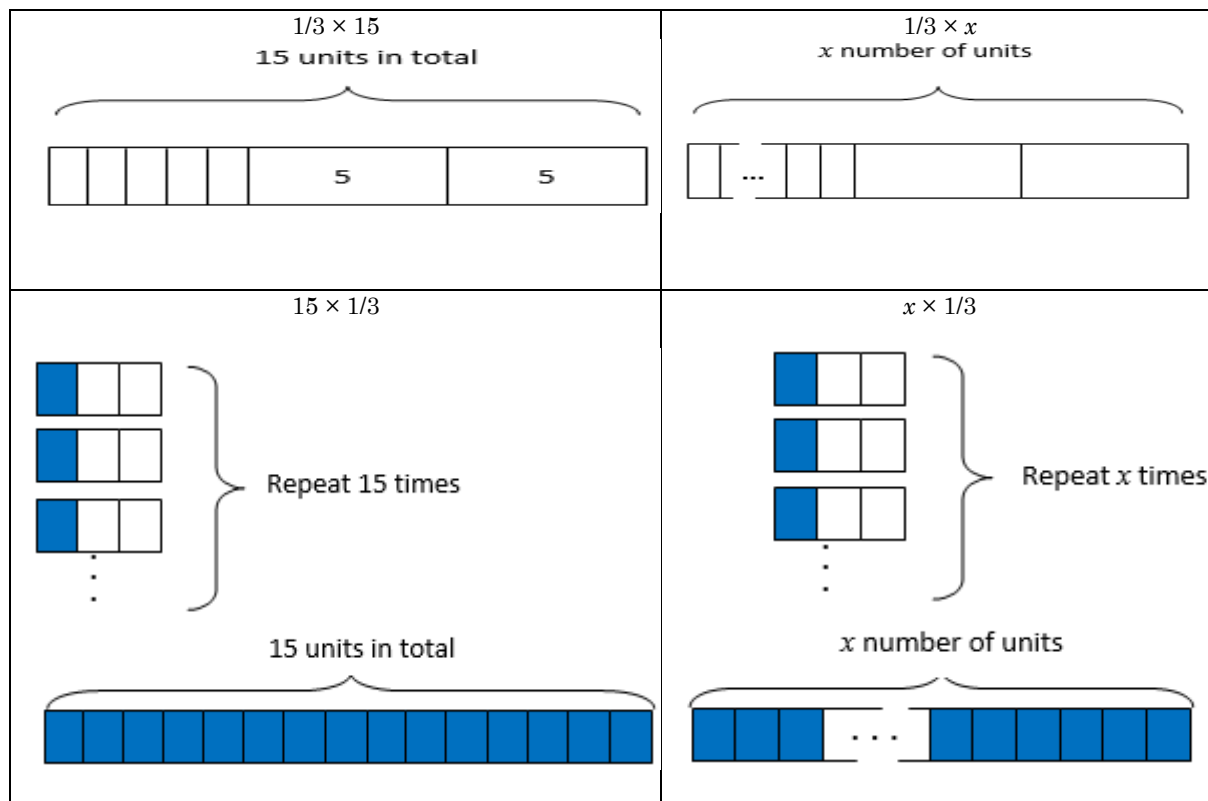 1/3 × 15
15 units in total
5 5
1/3 × x
x number of units
...
15 × 1/3
Repeat 15 times
15 units in total
x × 1/3
Repeat x times
x number of units
...